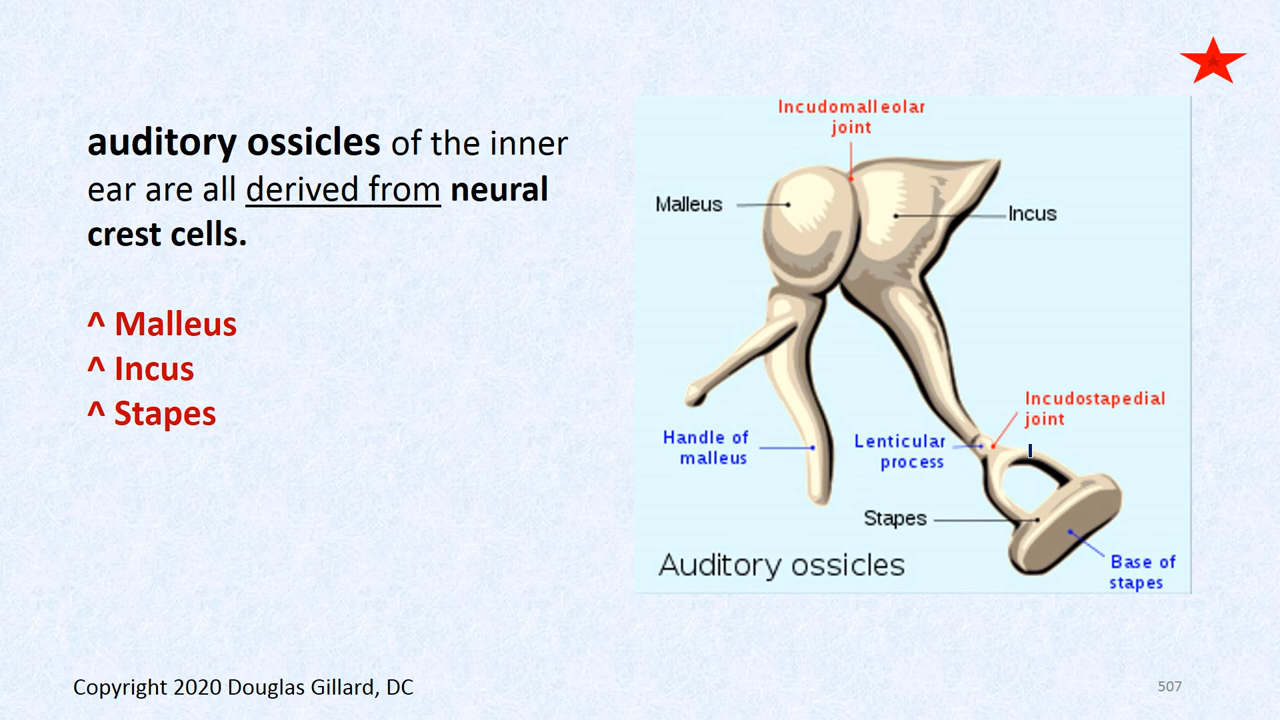 auditory ossicles of the inner
ear are all derived from neural
crest cells.
^ Malleus
^ Incus
^ Stapes
Incudomalleolar
joint
Malleus
Incus
Incudostapedial
joint
Handle of
malleus
Lenticular
process
Stapes
Base of
stapes
Auditory ossicles
Copyright 2020 Douglas Gillard, DC
507